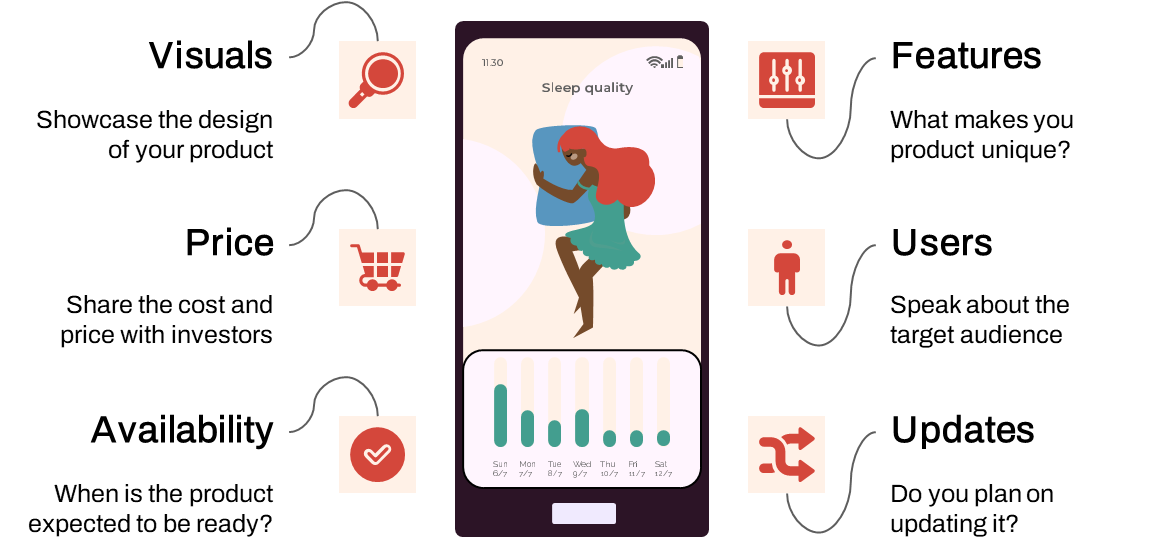 Visuals
Showcase the design
of your product
Price
Share the cost and
price with investors
Availability
When is the product
expected to be ready?
11.30
Sleep quality
Sun Mon Tue Wed Thu Fri Sat
6/7 7/7 8/7 9/7 10/7 11/7 12/7
Features
What makes you
product unique?
Users
Speak about the
target audience
Updates
Do you plan on
updating it?